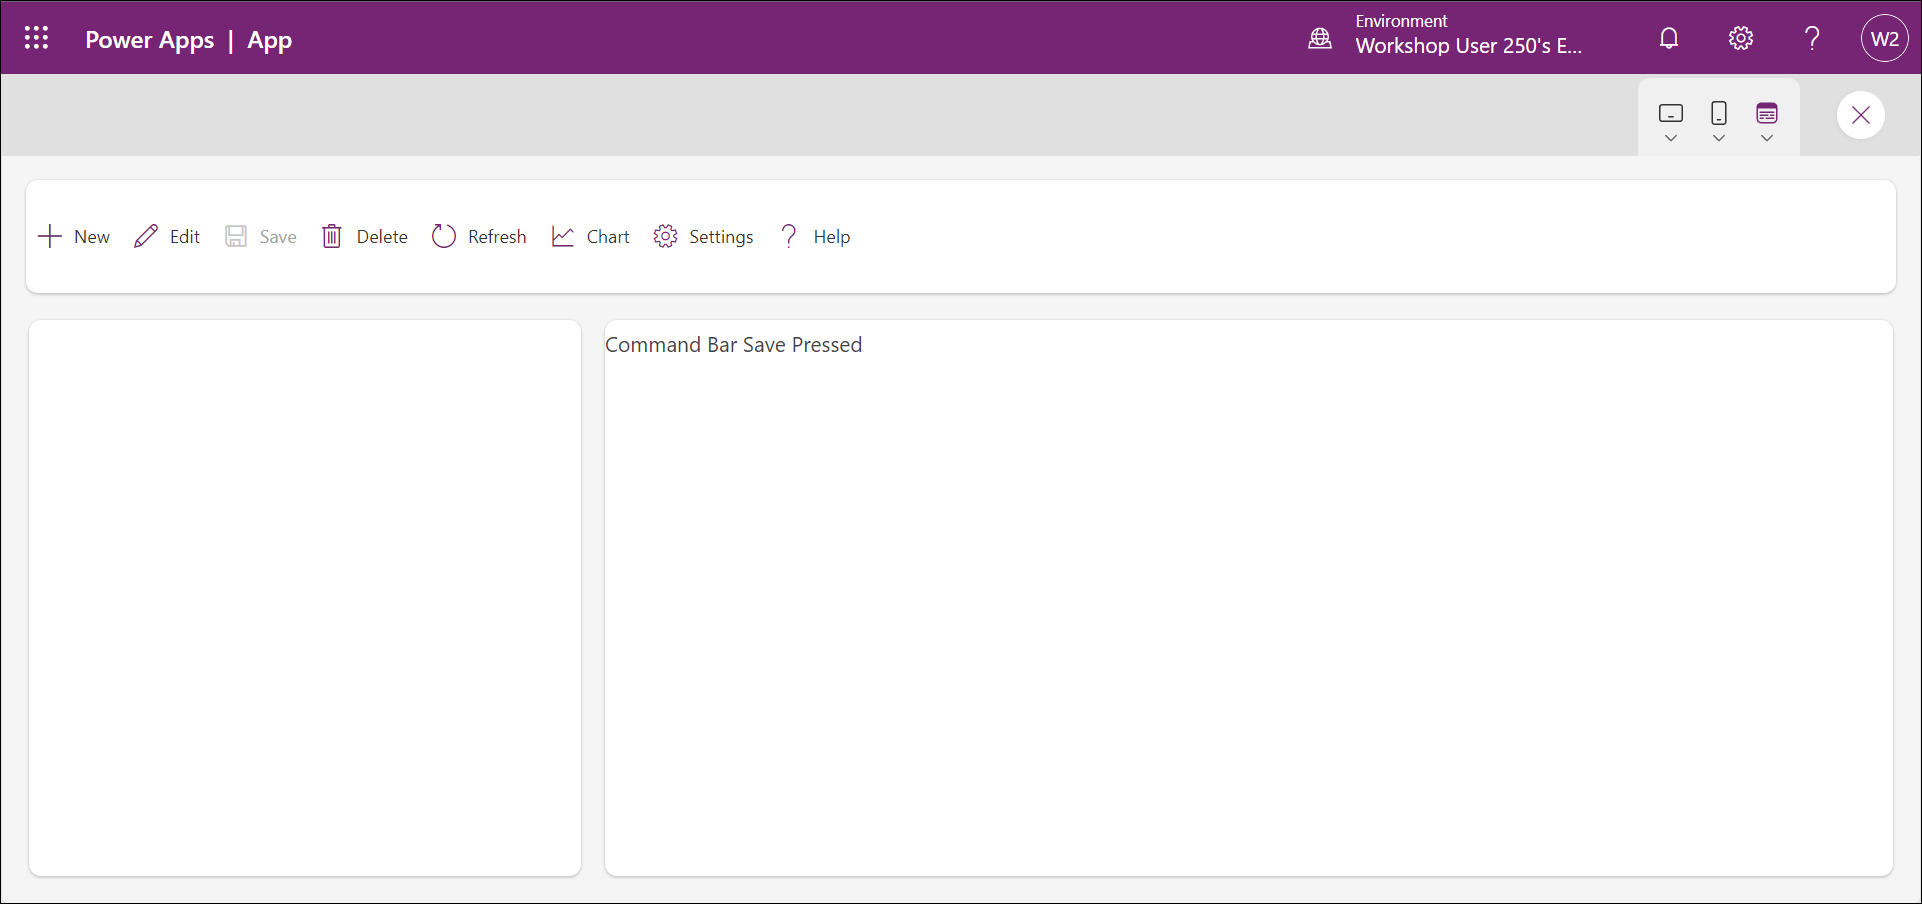 Power Apps | App
Environment
Workshop User 250's E...
W2
New Edit Save Delete Refresh Chart Settings Help
Command Bar Save Pressed